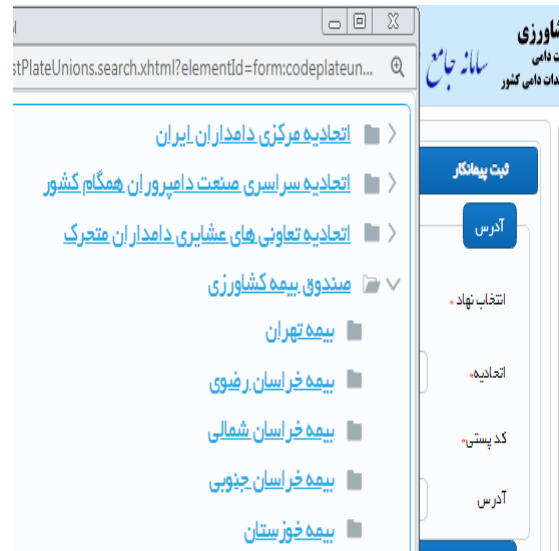 stPlateUnions.search.xhtml?elementId=form:codeplateun...
اتحادیه مرکزی دامداران ایران
اتحادیه سراسری صنعت دامپروران همگام کشور
اتحادیه تعاونی های عشایری دامداران متحرک
صندوق بیمه کشاورزی
بیمه تهران
بیمه خراسان رضوی
بیمه خراسان شمالی
بیمه خراسان جنوبی
بیمه خوزستان
شاورزی
ت دامی
سامانه جامع
دات دامی کشور
ثبت پیمانکار
آدرس
انتخاب نهاد *
اتحادیه*
کد پستی*
آدرس